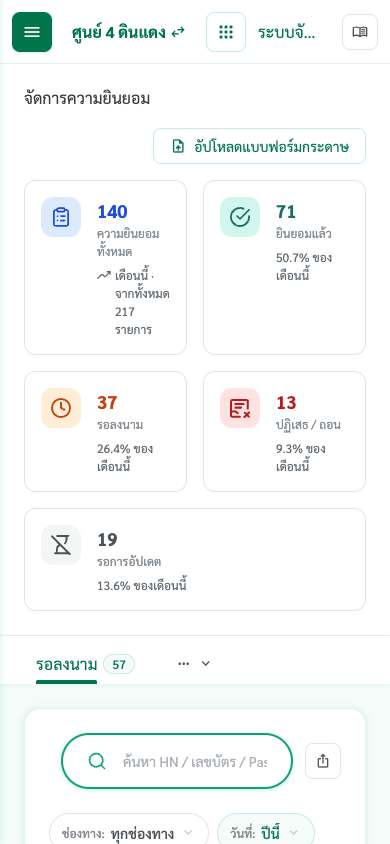 ศูนย์ 4 ดินแดง
ระบบจั...
จัดการความยินยอม
อัปโหลดแบบฟอร์มกระดาษ
140
ความยินยอม
ทั้งหมด
เดือนนี้ ·
จากทั้งหมด
217
รายการ
71
ยินยอมแล้ว
50.7% ของ
เดือนนี้
37
รอลงนาม
26.4% ของ
เดือนนี้
13
ปฏิเสธ / ถอน
9.3% ของ
เดือนนี้
19
รอการอัปเดต
13.6% ของเดือนนี้
รอลงนาม 57
ค้นหา HN / เลขบัตร / Pas
ช่องทาง: ทุกช่องทาง
วันที่: ปีนี้